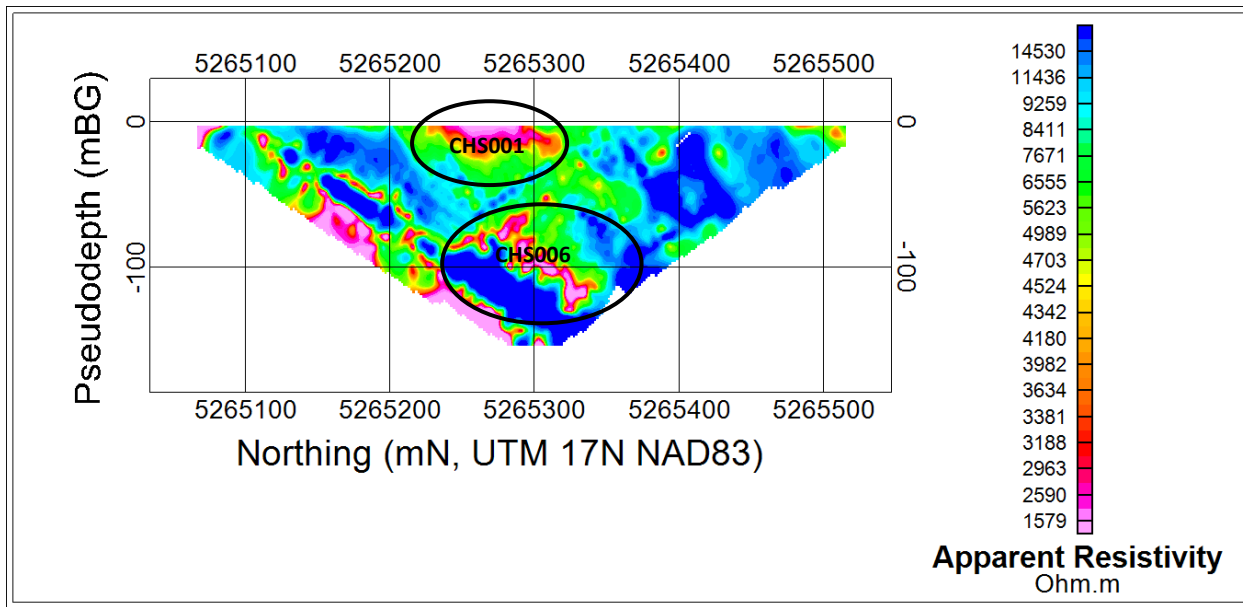 5265100 5265200 5265300 5265400 5265500
Pseudodepth (mBG)
0
0
-100
-100
CHS001
CHS006
5265100 5265200 5265300 5265400 5265500
Northing (mN, UTM 17N NAD83)
14530
11436
9259
8411
7671
6555
5623
4989
4703
4524
4342
4180
3982
3634
3381
3188
2963
2590
1579
Apparent Resistivity
Ohm.m